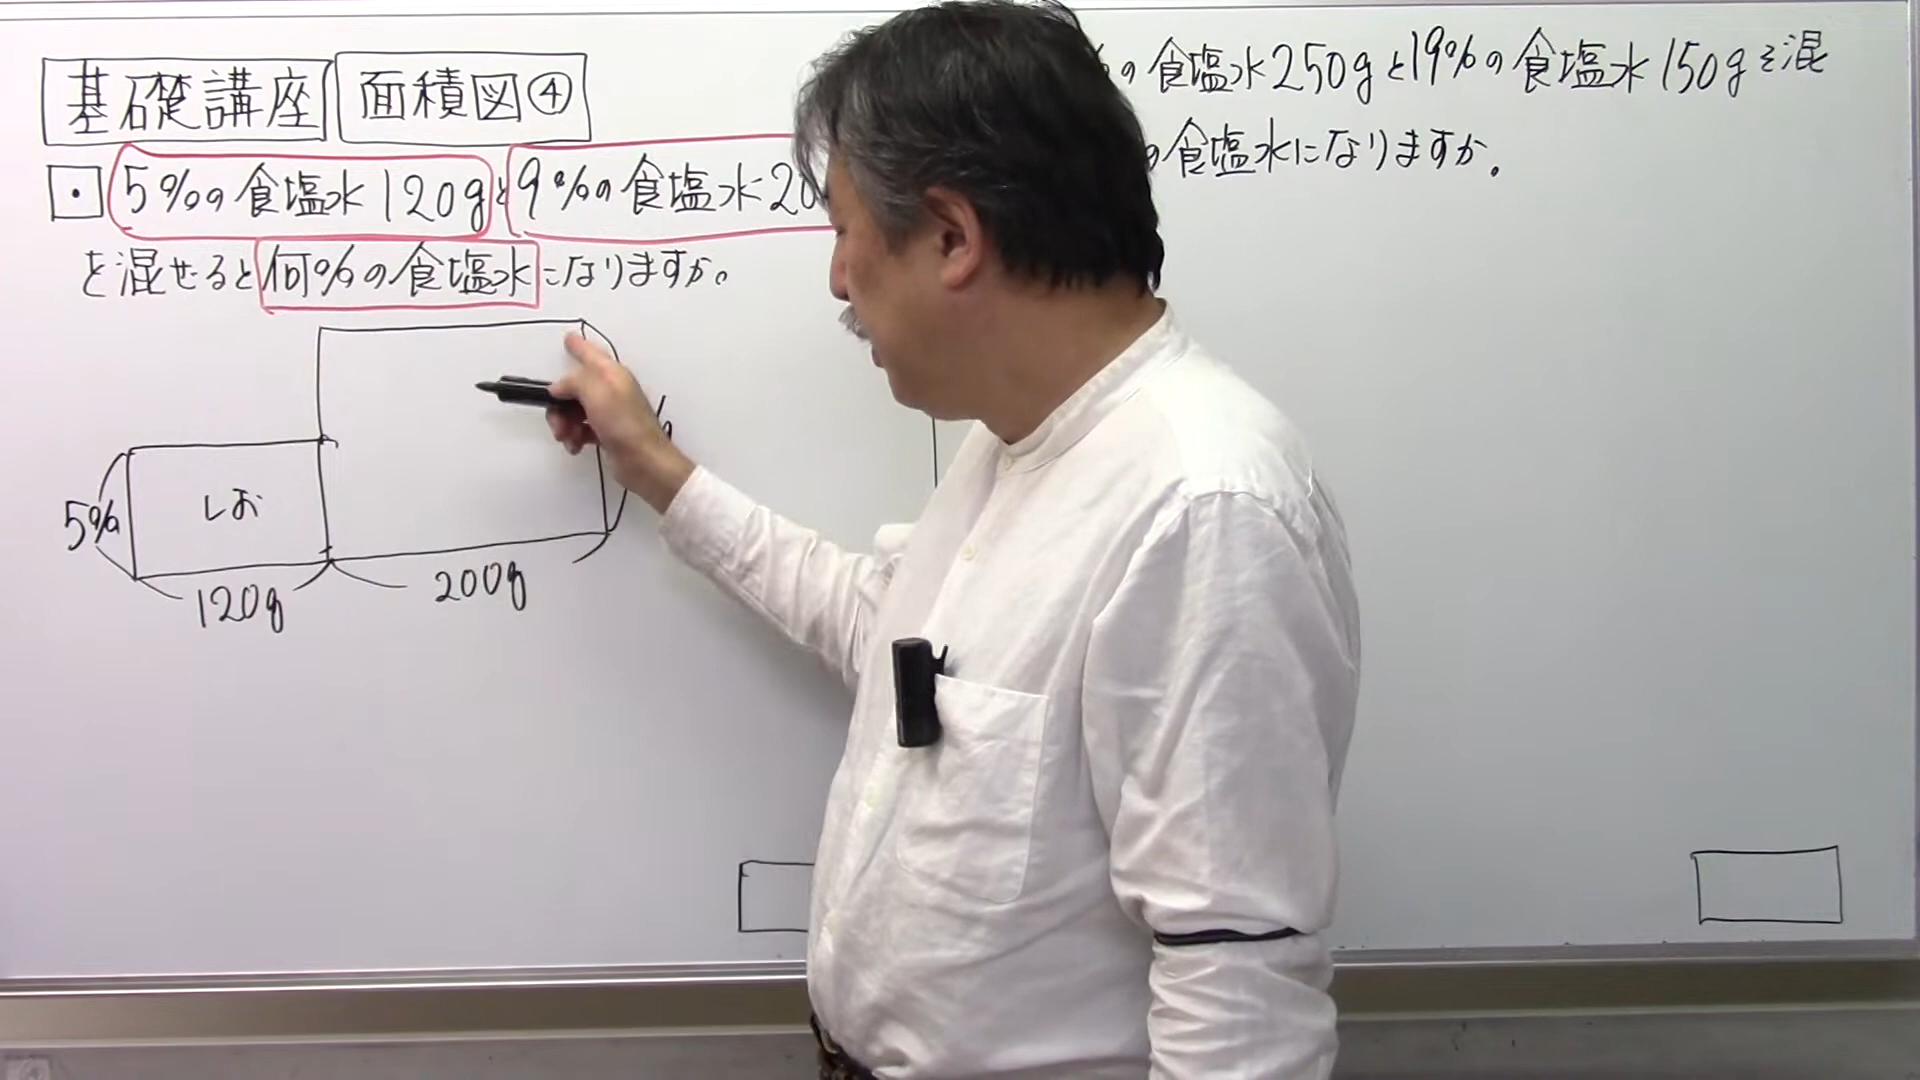 基礎講座 面積図④
5%の食塩水120gと9%の食塩水20
を混ぜると何%の食塩水になりますか。
%の食塩水250gと19%の食塩水150gを混
の食塩水になりますか。
5%
しお
120g
200g